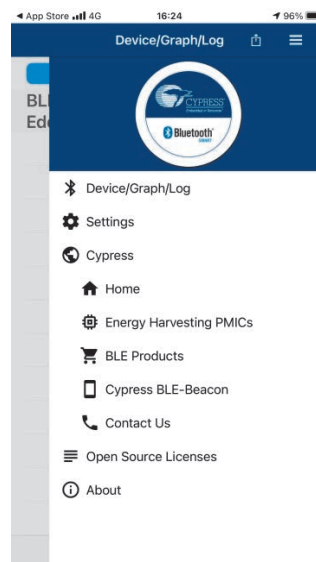 App Store 4G 16:24 96%
Device/Graph/Log
CYPRESS
Bluetooth
SMART
BL
Ed
Device/Graph/Log
Settings
Cypress
Home
Energy Harvesting PMICs
BLE Products
Cypress BLE-Beacon
Contact Us
Open Source Licenses
About